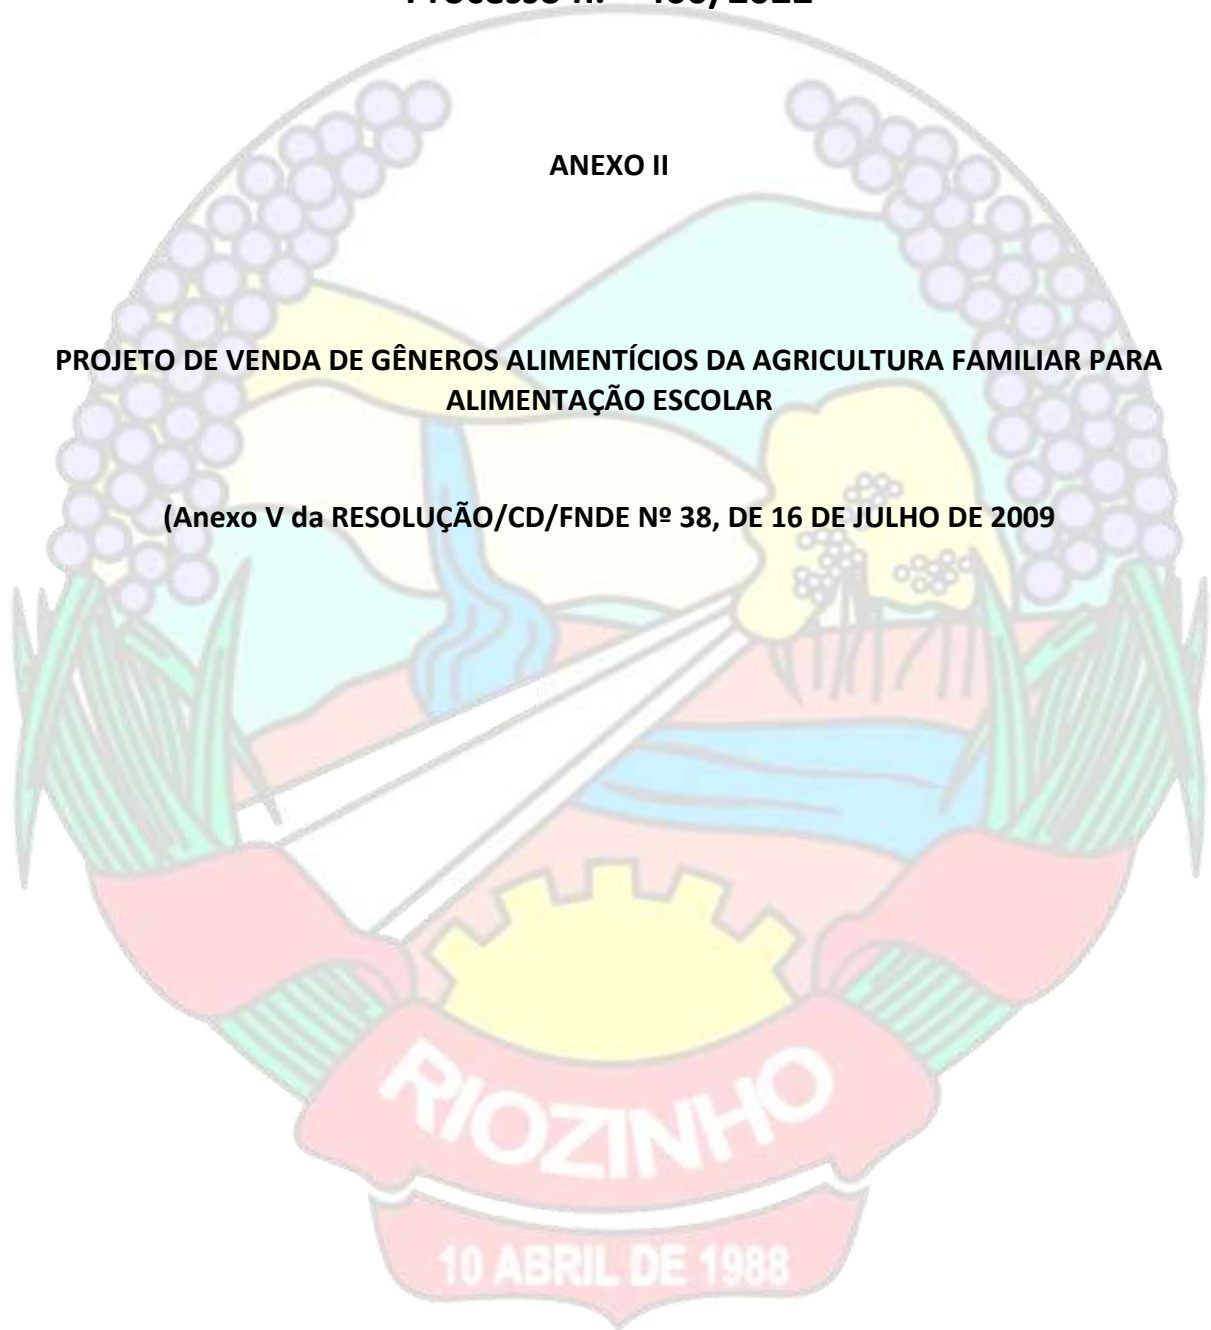 ANEXO II
PROJETO DE VENDA DE GÊNEROS ALIMENTÍCIOS DA AGRICULTURA FAMILIAR PARA
ALIMENTAÇÃO ESCOLAR
(Anexo V da RESOLUÇÃO/CD/FNDE Nº 38, DE 16 DE JULHO DE 2009
RIOZINHO
10 ABRIL DE 1988